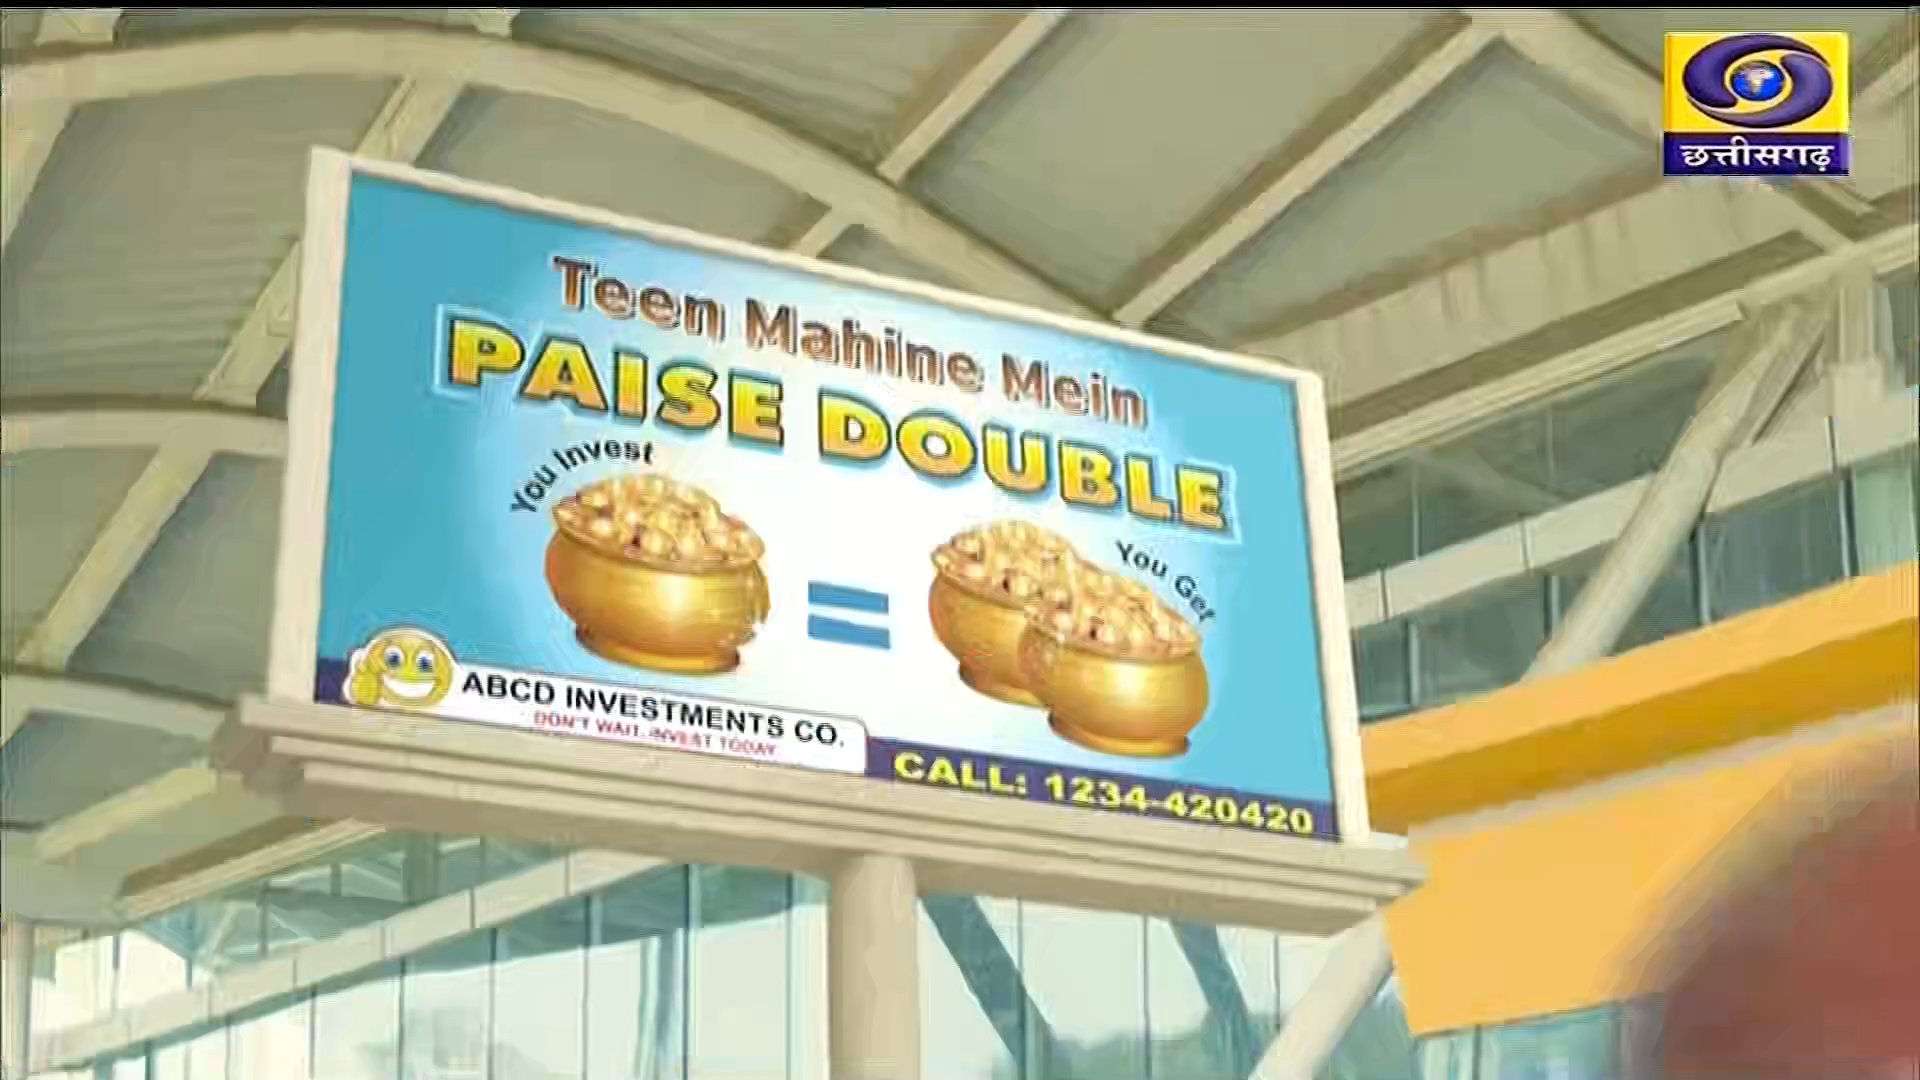 छत्तीसगढ़
Teen Mahine Mein
PAISE DOUBLE
You Invest
You Get
ABCD INVESTMENTS CO.
DON'T WAIT. INVEST TODAY.
CALL: 1234-420420